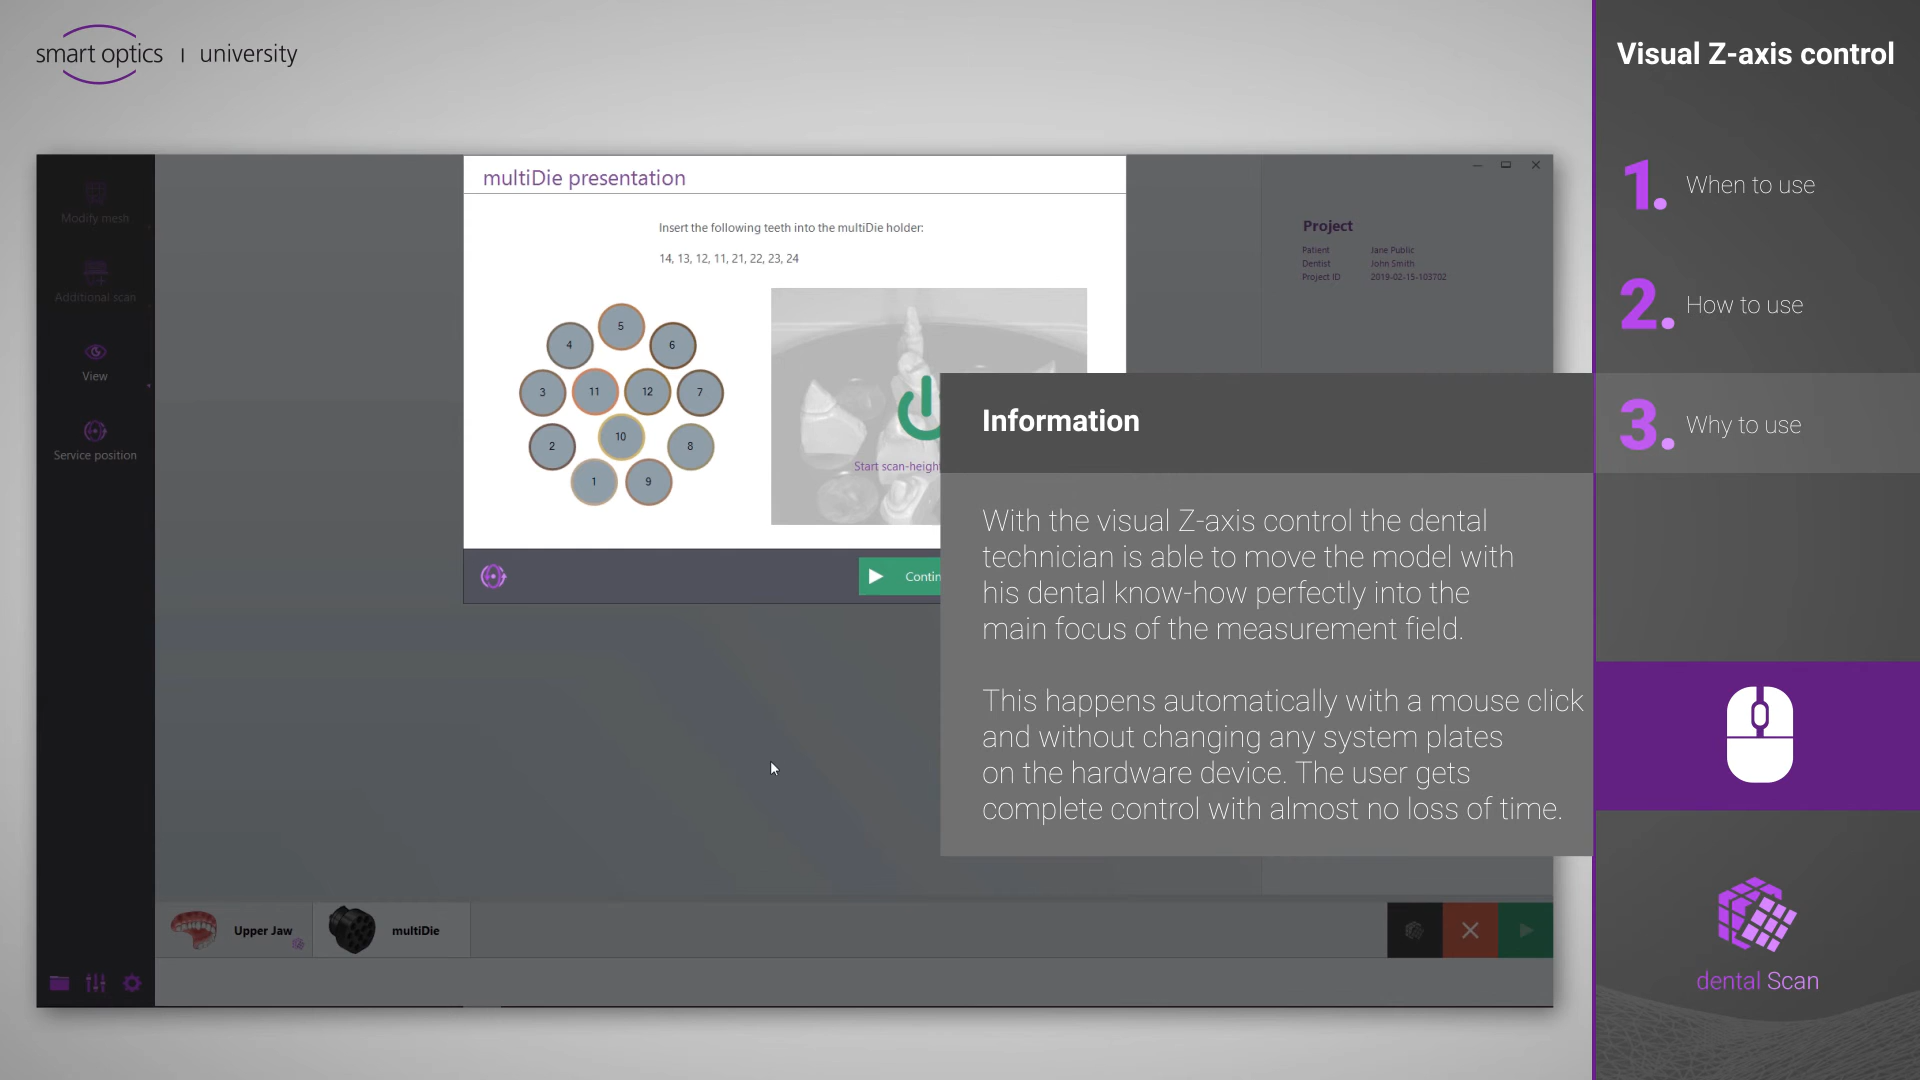 smart optics | university
Visual Z-axis control
1. When to use
2. How to use
3. Why to use
Modify mesh
Additional scan
View
Service position
multiDie presentation
Insert the following teeth into the multiDie holder:
14, 13, 12, 11, 21, 22, 23, 24
5
4
6
3
11
12
7
2
10
8
1
9
Start scan-height
Contin
Project
Patient Jane Public
Dentist John Smith
Project ID 2019-02-15-103702
Information
With the visual Z-axis control the dental
technician is able to move the model with
his dental know-how perfectly into the
main focus of the measurement field.
This happens automatically with a mouse click
and without changing any system plates
on the hardware device. The user gets
complete control with almost no loss of time.
Upper Jaw
multiDie
dental Scan